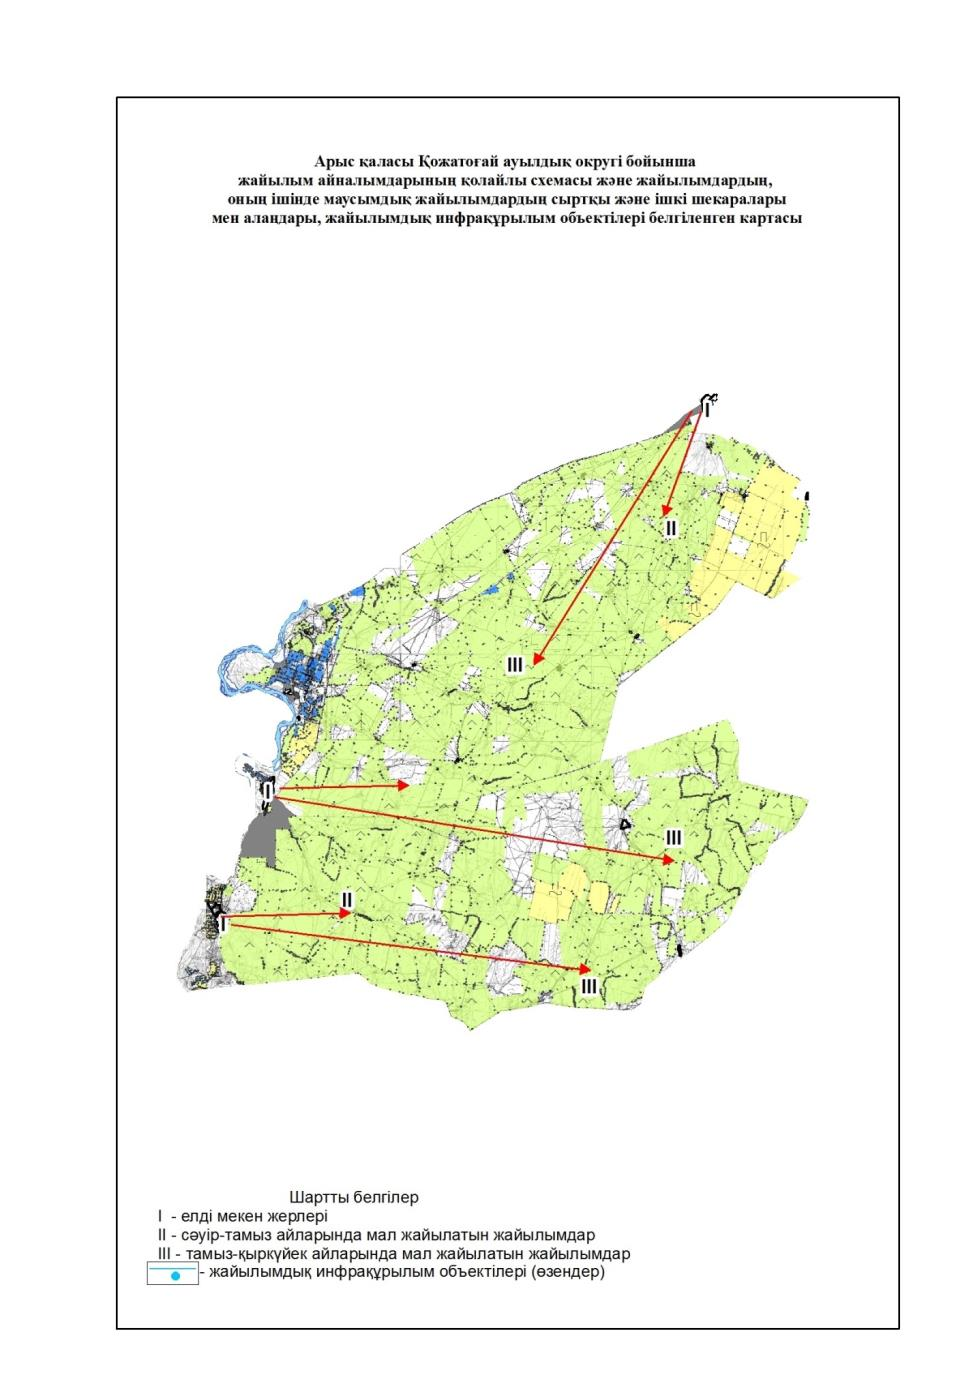 Арыс қаласы Қожатоғай ауылдық округі бойынша
жайылым айналымдарының қолайлы схемасы және жайылымдардың,
оның ішінде маусымдық жайылымдардың сыртқы және ішкі шекаралары
мен алаңдары, жайылымдық инфрақұрылым объектілері белгіленген картасы
I
II
III
I
III
II
I
III
Шартты белгілер
I - елді мекен жерлері
II - сәуір-тамыз айларында мал жайылатын жайылымдар
III - тамыз-қыркүйек айларында мал жайылатын жайылымдар
- жайылымдық инфрақұрылым объектілері (өзендер)